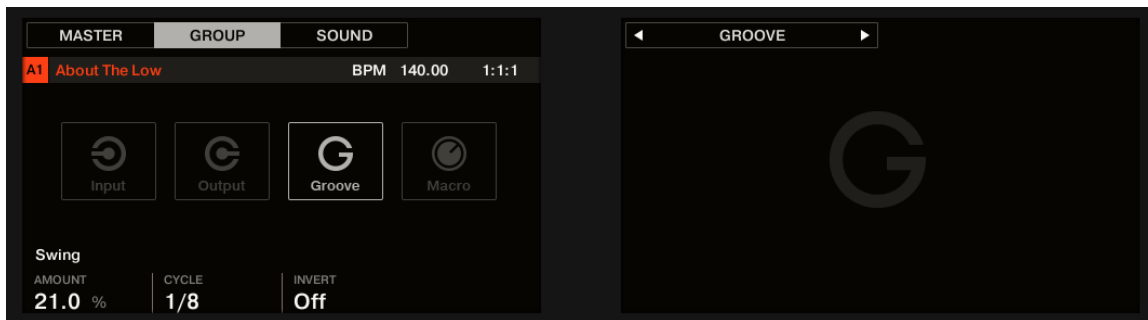 MASTER GROUP SOUND
A1 About The Low BPM 140.00 1:1:1
Input Output Groove Macro
Swing
AMOUNT CYCLE INVERT
21.0 % 1/8 Off
GROOVE